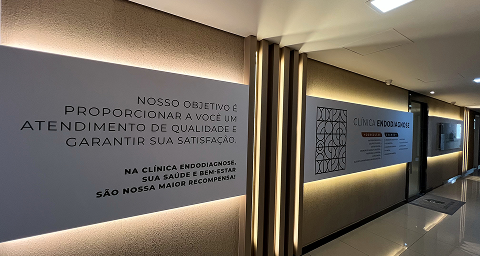 NOSSO OBJETIVO É
PROPORCIONAR A VOCÊ UM
ATENDIMENTO DE QUALIDADE E
GARANTIR SUA SATISFAÇÃO.
NA CLÍNICA ENDODIAGNOSE,
SUA SAÚDE E BEM-ESTAR
SÃO NOSSA MAIOR RECOMPENSA!
CLÍNICA ENDODIAGNOSE